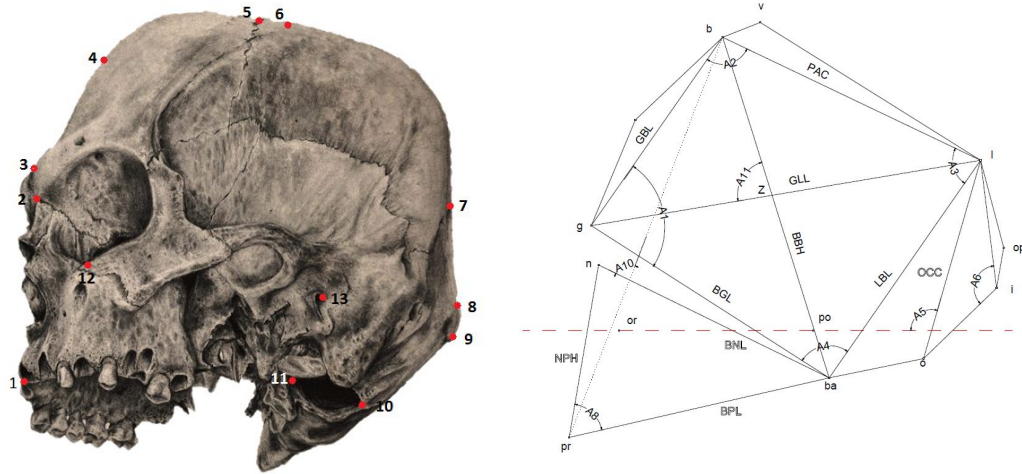 5 6
4
3
2
7
12
13
8
9
1
11
10
v
b
A2
PAC
GBL
l
A3
A11
GLL
Z
A1
g
BBH
op
n
A10
BGL
LBL
OCC
A6
i
or
po
A5
NPH
BNL
A4
o
ba
A8
BPL
pr